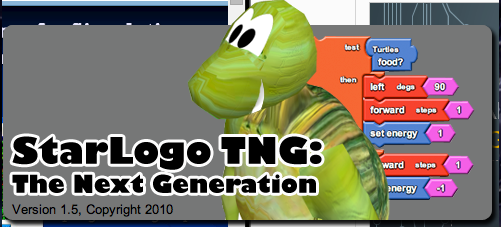 test Turtles food?
then
left degs 90
forward steps 1
set energy 1
ward steps 1
energy -1
StarLogo TNG:
The Next Generation
Version 1.5, Copyright 2010